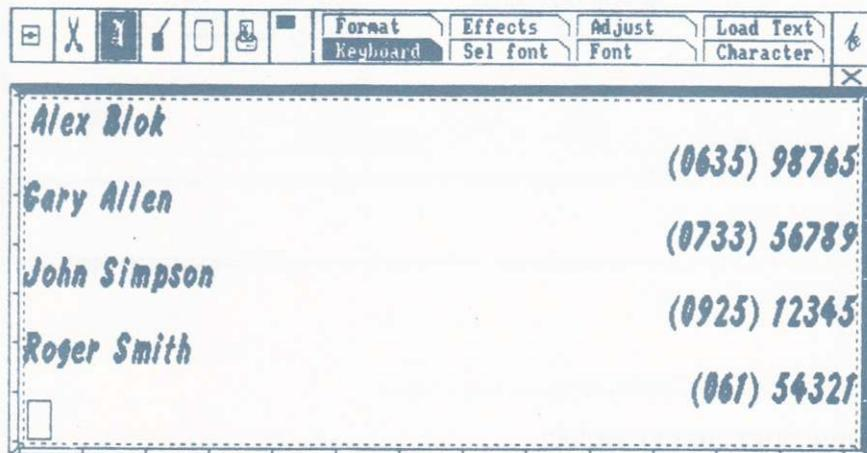 Format Effects Adjust Load Text
Keyboard Sel font Font Character
Alex Blok
(0635) 98765
Gary Allen
(0733) 56789
John Simpson
(0925) 12345
Roger Smith
(061) 54321